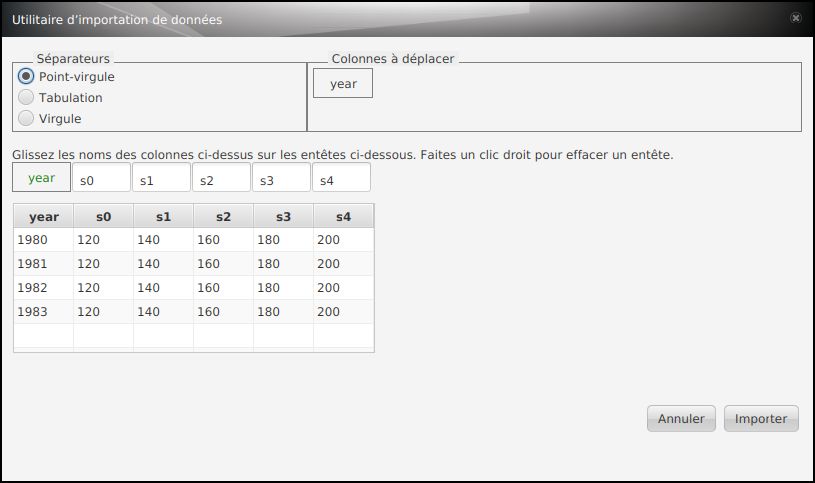 Utilitaire d'importation de données
Séparateurs
Colonnes à déplacer
Point-virgule
Tabulation
Virgule
year
Glissez les noms des colonnes ci-dessus sur les entêtes ci-dessous. Faites un clic droit pour effacer un entête.
year s0 s1 s2 s3 s4
year s0 s1 s2 s3 s4
1980 120 140 160 180 200
1981 120 140 160 180 200
1982 120 140 160 180 200
1983 120 140 160 180 200
Annuler Importer